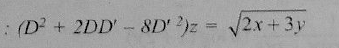 : (D² + 2DD′ − 8D′ ²)z = √(2x + 3y)